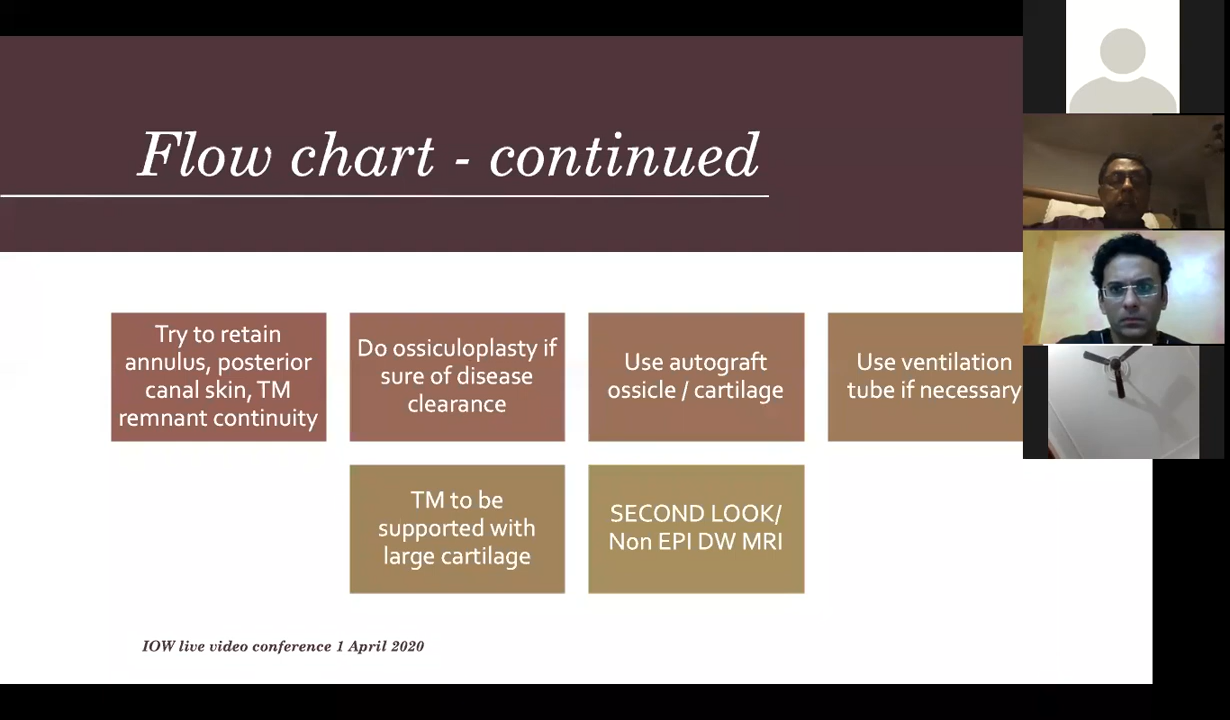 Flow chart - continued
Try to retain
annulus, posterior
canal skin, TM
remnant continuity
Do ossiculoplasty if
sure of disease
clearance
Use autograft
ossicle / cartilage
Use ventilation
tube if necessary
TM to be
supported with
large cartilage
SECOND LOOK/
Non EPI DW MRI
IOW live video conference 1 April 2020